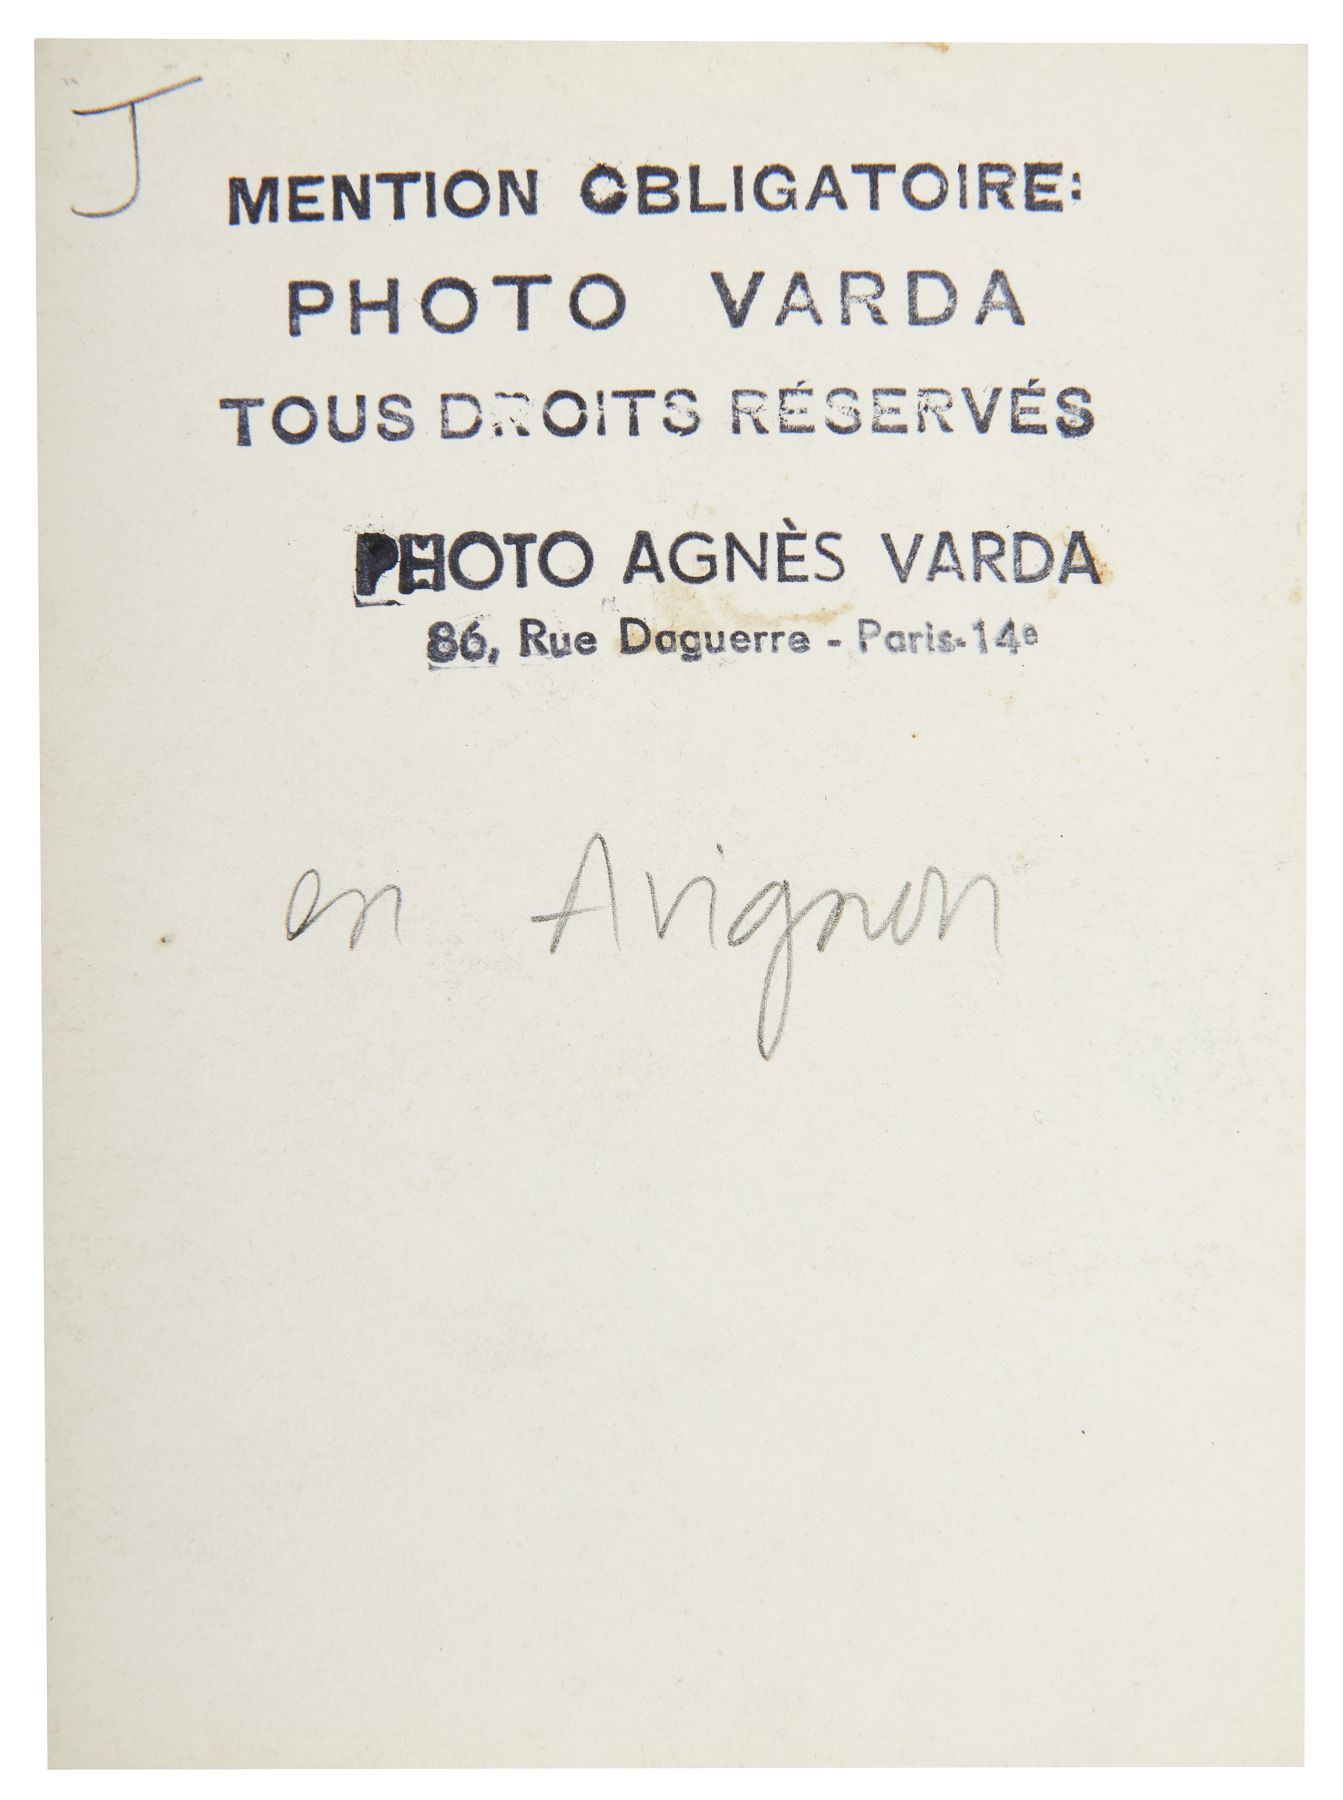 J
MENTION OBLIGATOIRE:
PHOTO VARDA
TOUS DROITS RÉSERVÉS
PHOTO AGNÈS VARDA
86, Rue Daguerre - Paris-14e
en Avignon